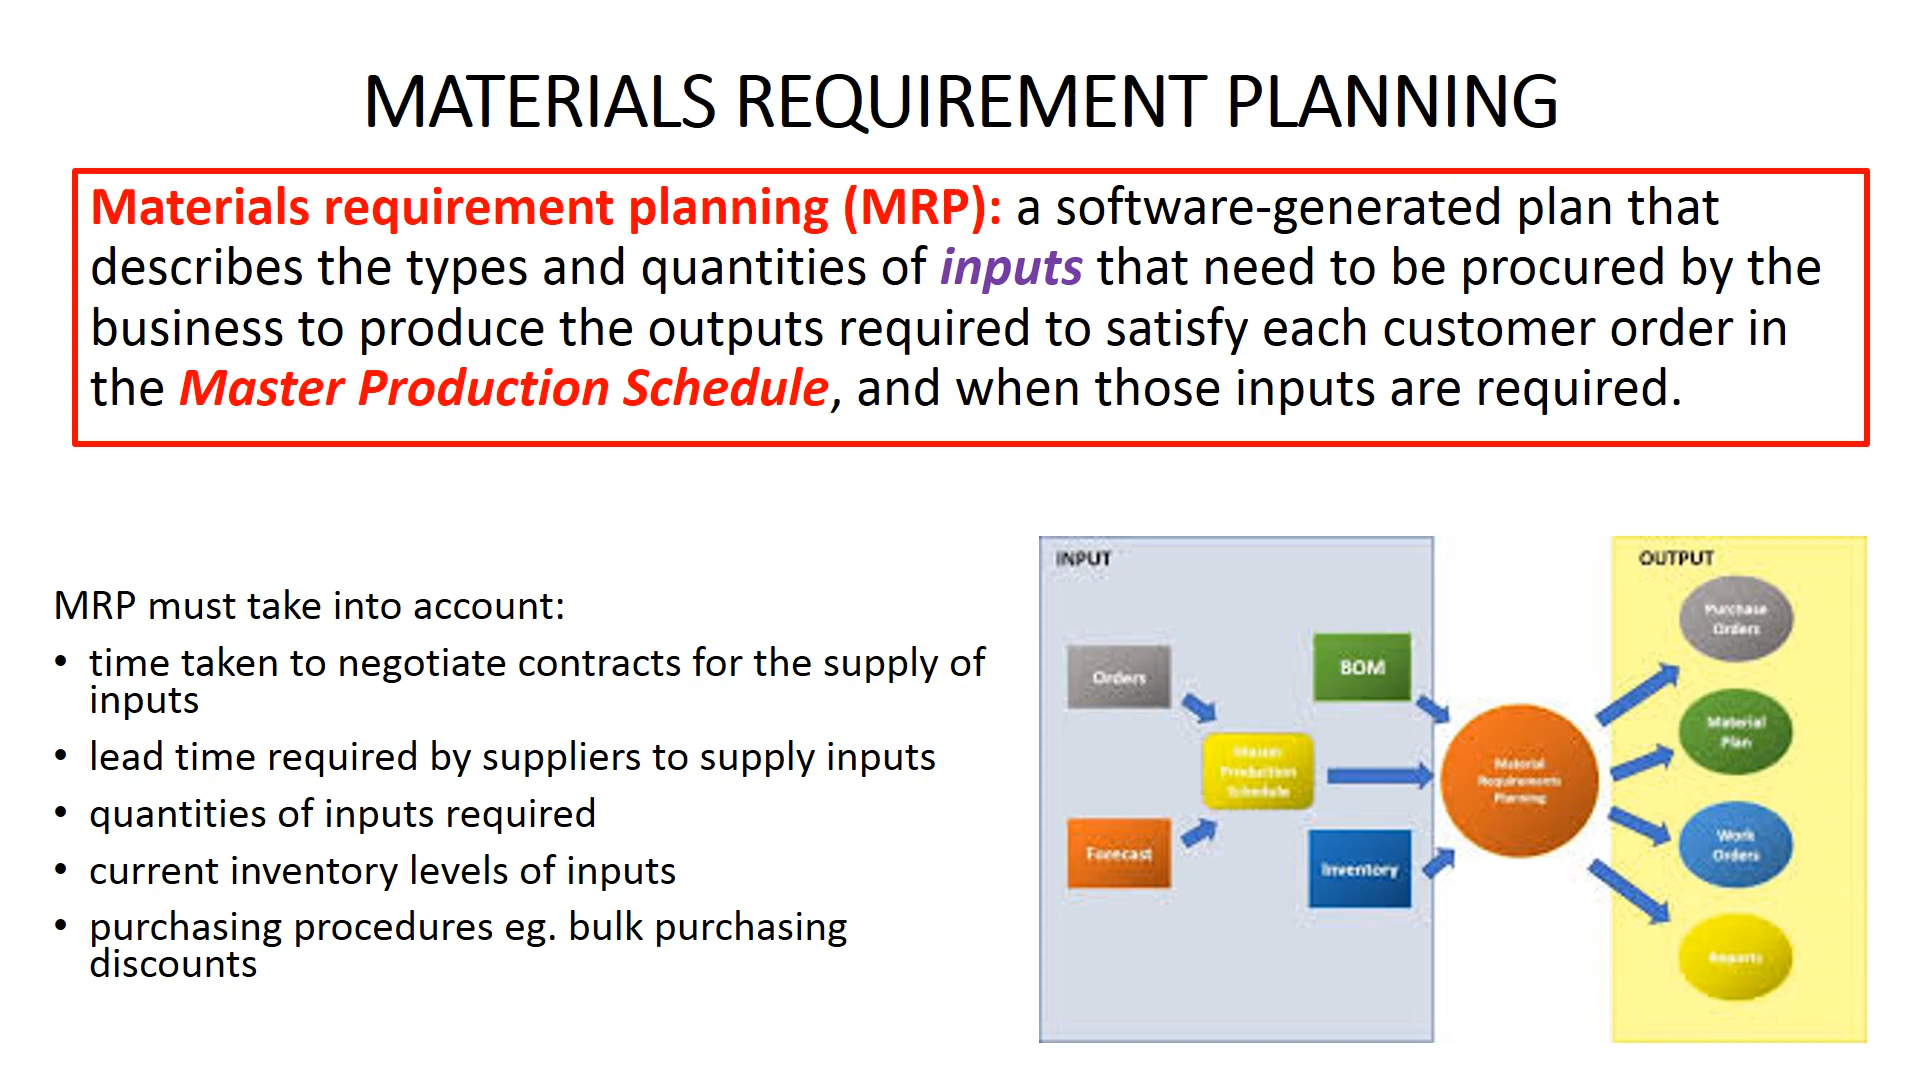 MATERIALS REQUIREMENT PLANNING
Materials requirement planning (MRP): a software-generated plan that
describes the types and quantities of inputs that need to be procured by the
business to produce the outputs required to satisfy each customer order in
the Master Production Schedule, and when those inputs are required.
MRP must take into account:
• time taken to negotiate contracts for the supply of
inputs
• lead time required by suppliers to supply inputs
• quantities of inputs required
• current inventory levels of inputs
• purchasing procedures eg. bulk purchasing
discounts
INPUT
Orders
Forecast
Master
Production
Schedule
BOM
Inventory
Material
Requirements
Planning
OUTPUT
Purchase
Orders
Material
Plan
Work
Orders
Reports